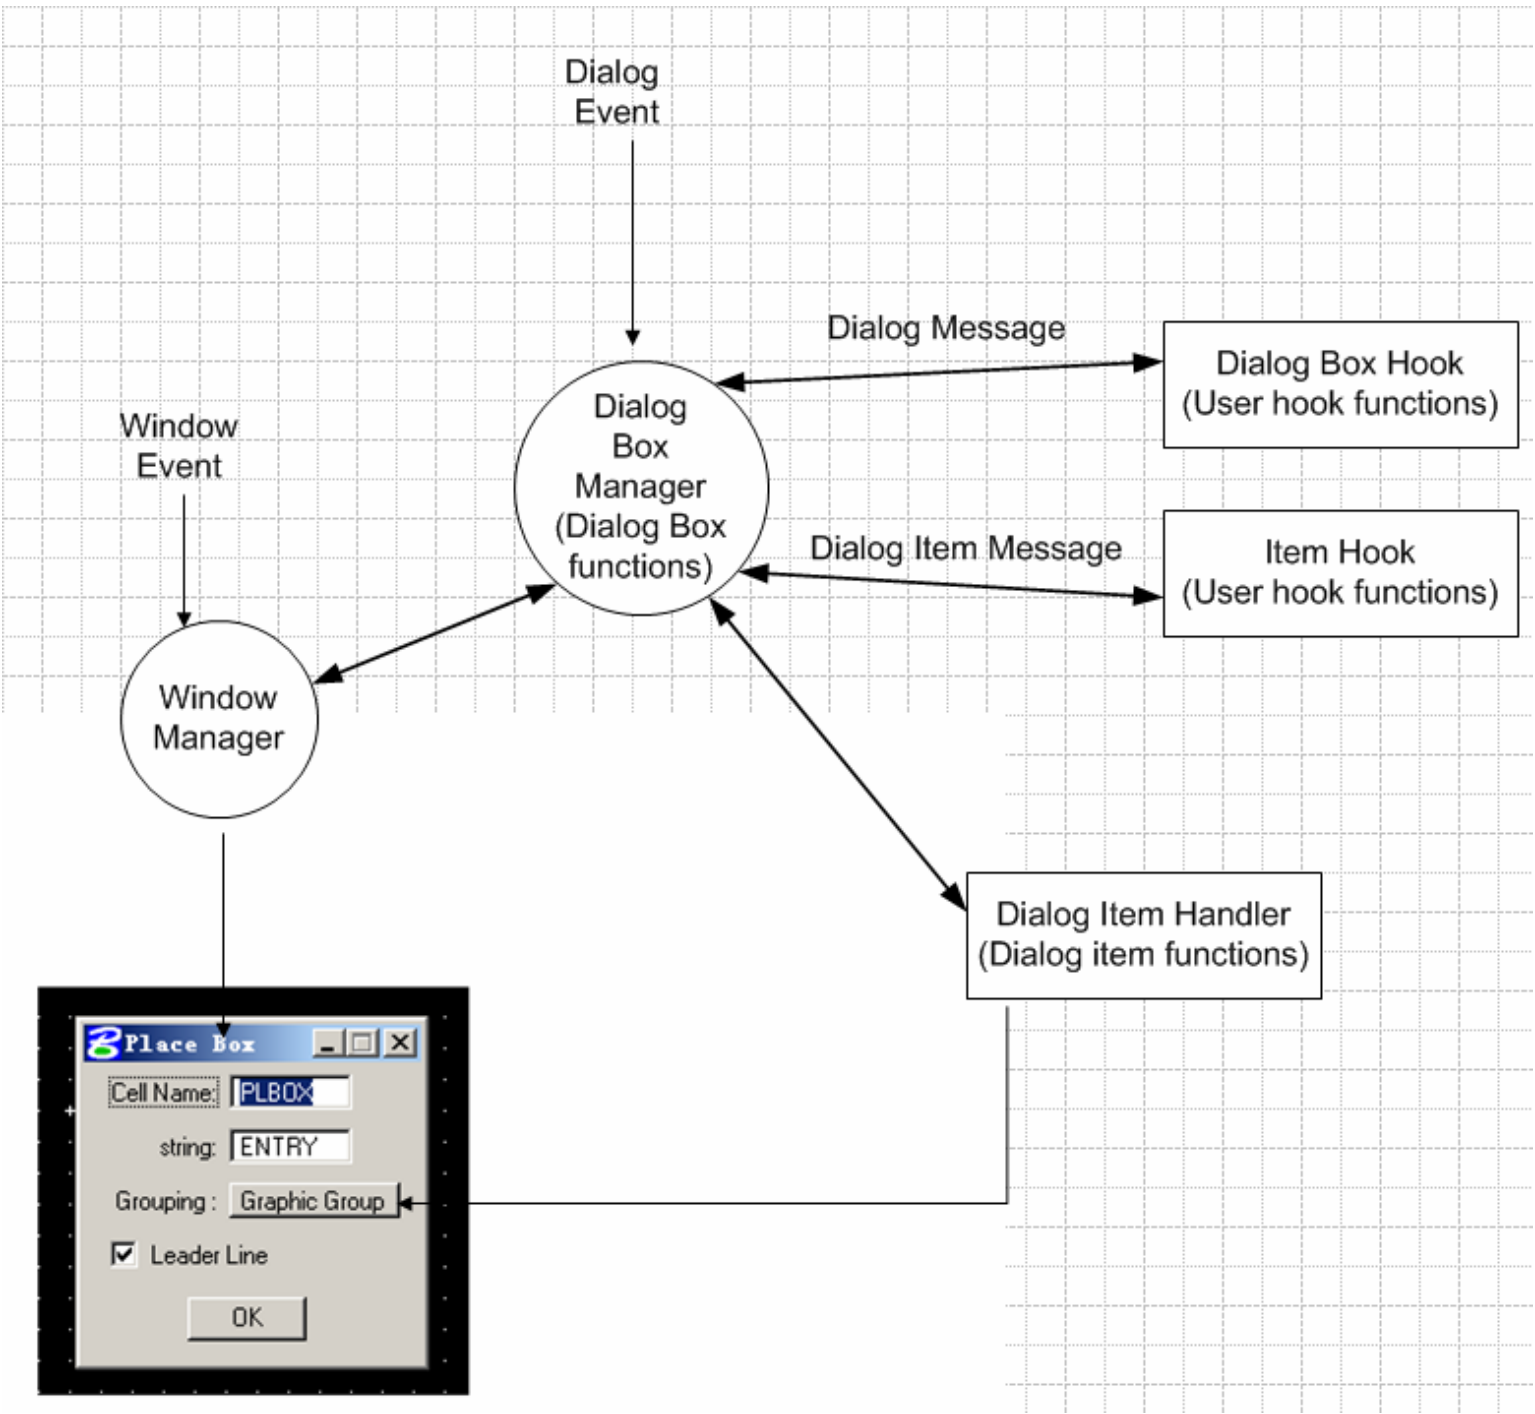 Dialog
Event
Dialog Message
Dialog Box Hook
(User hook functions)
Window
Event
Dialog
Box
Manager
(Dialog Box
functions)
Dialog Item Message
Item Hook
(User hook functions)
Window
Manager
Dialog Item Handler
(Dialog item functions)
Place Box
Cell Name: PLBOX
string: ENTRY
Grouping : Graphic Group
Leader Line
OK